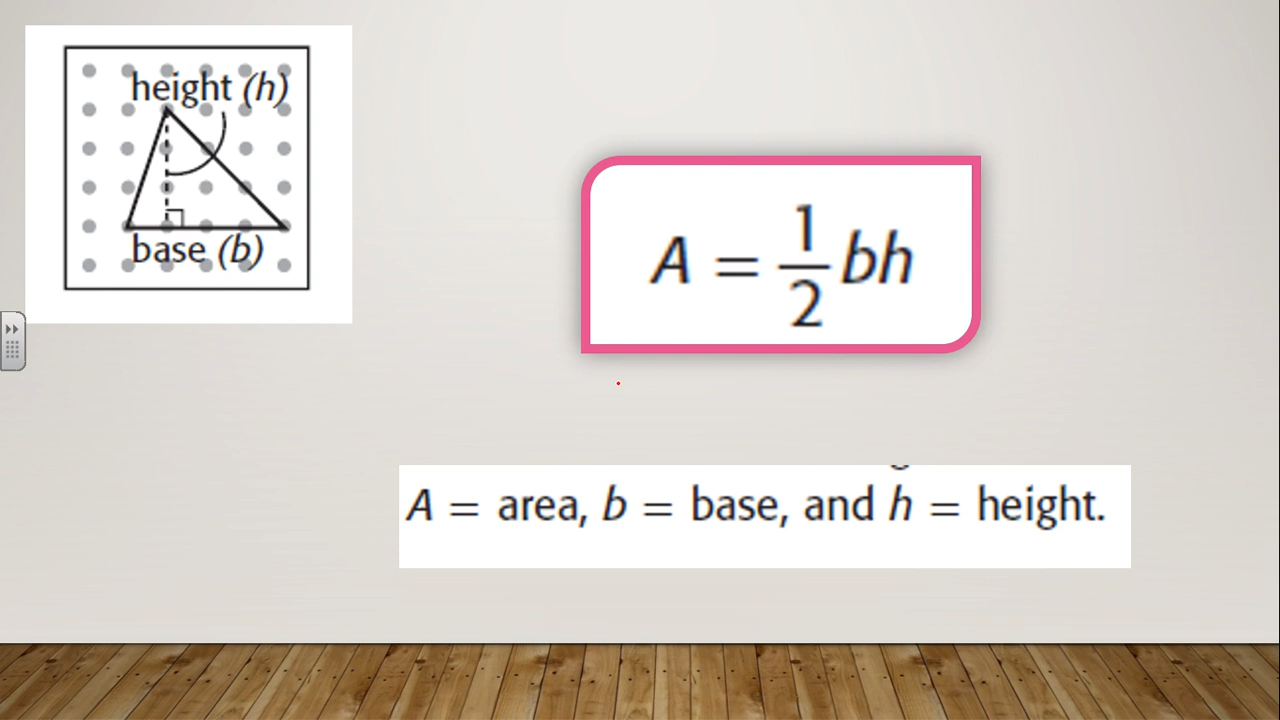 height (h)
base (b)
A = 1/2 bh
A = area, b = base, and h = height.